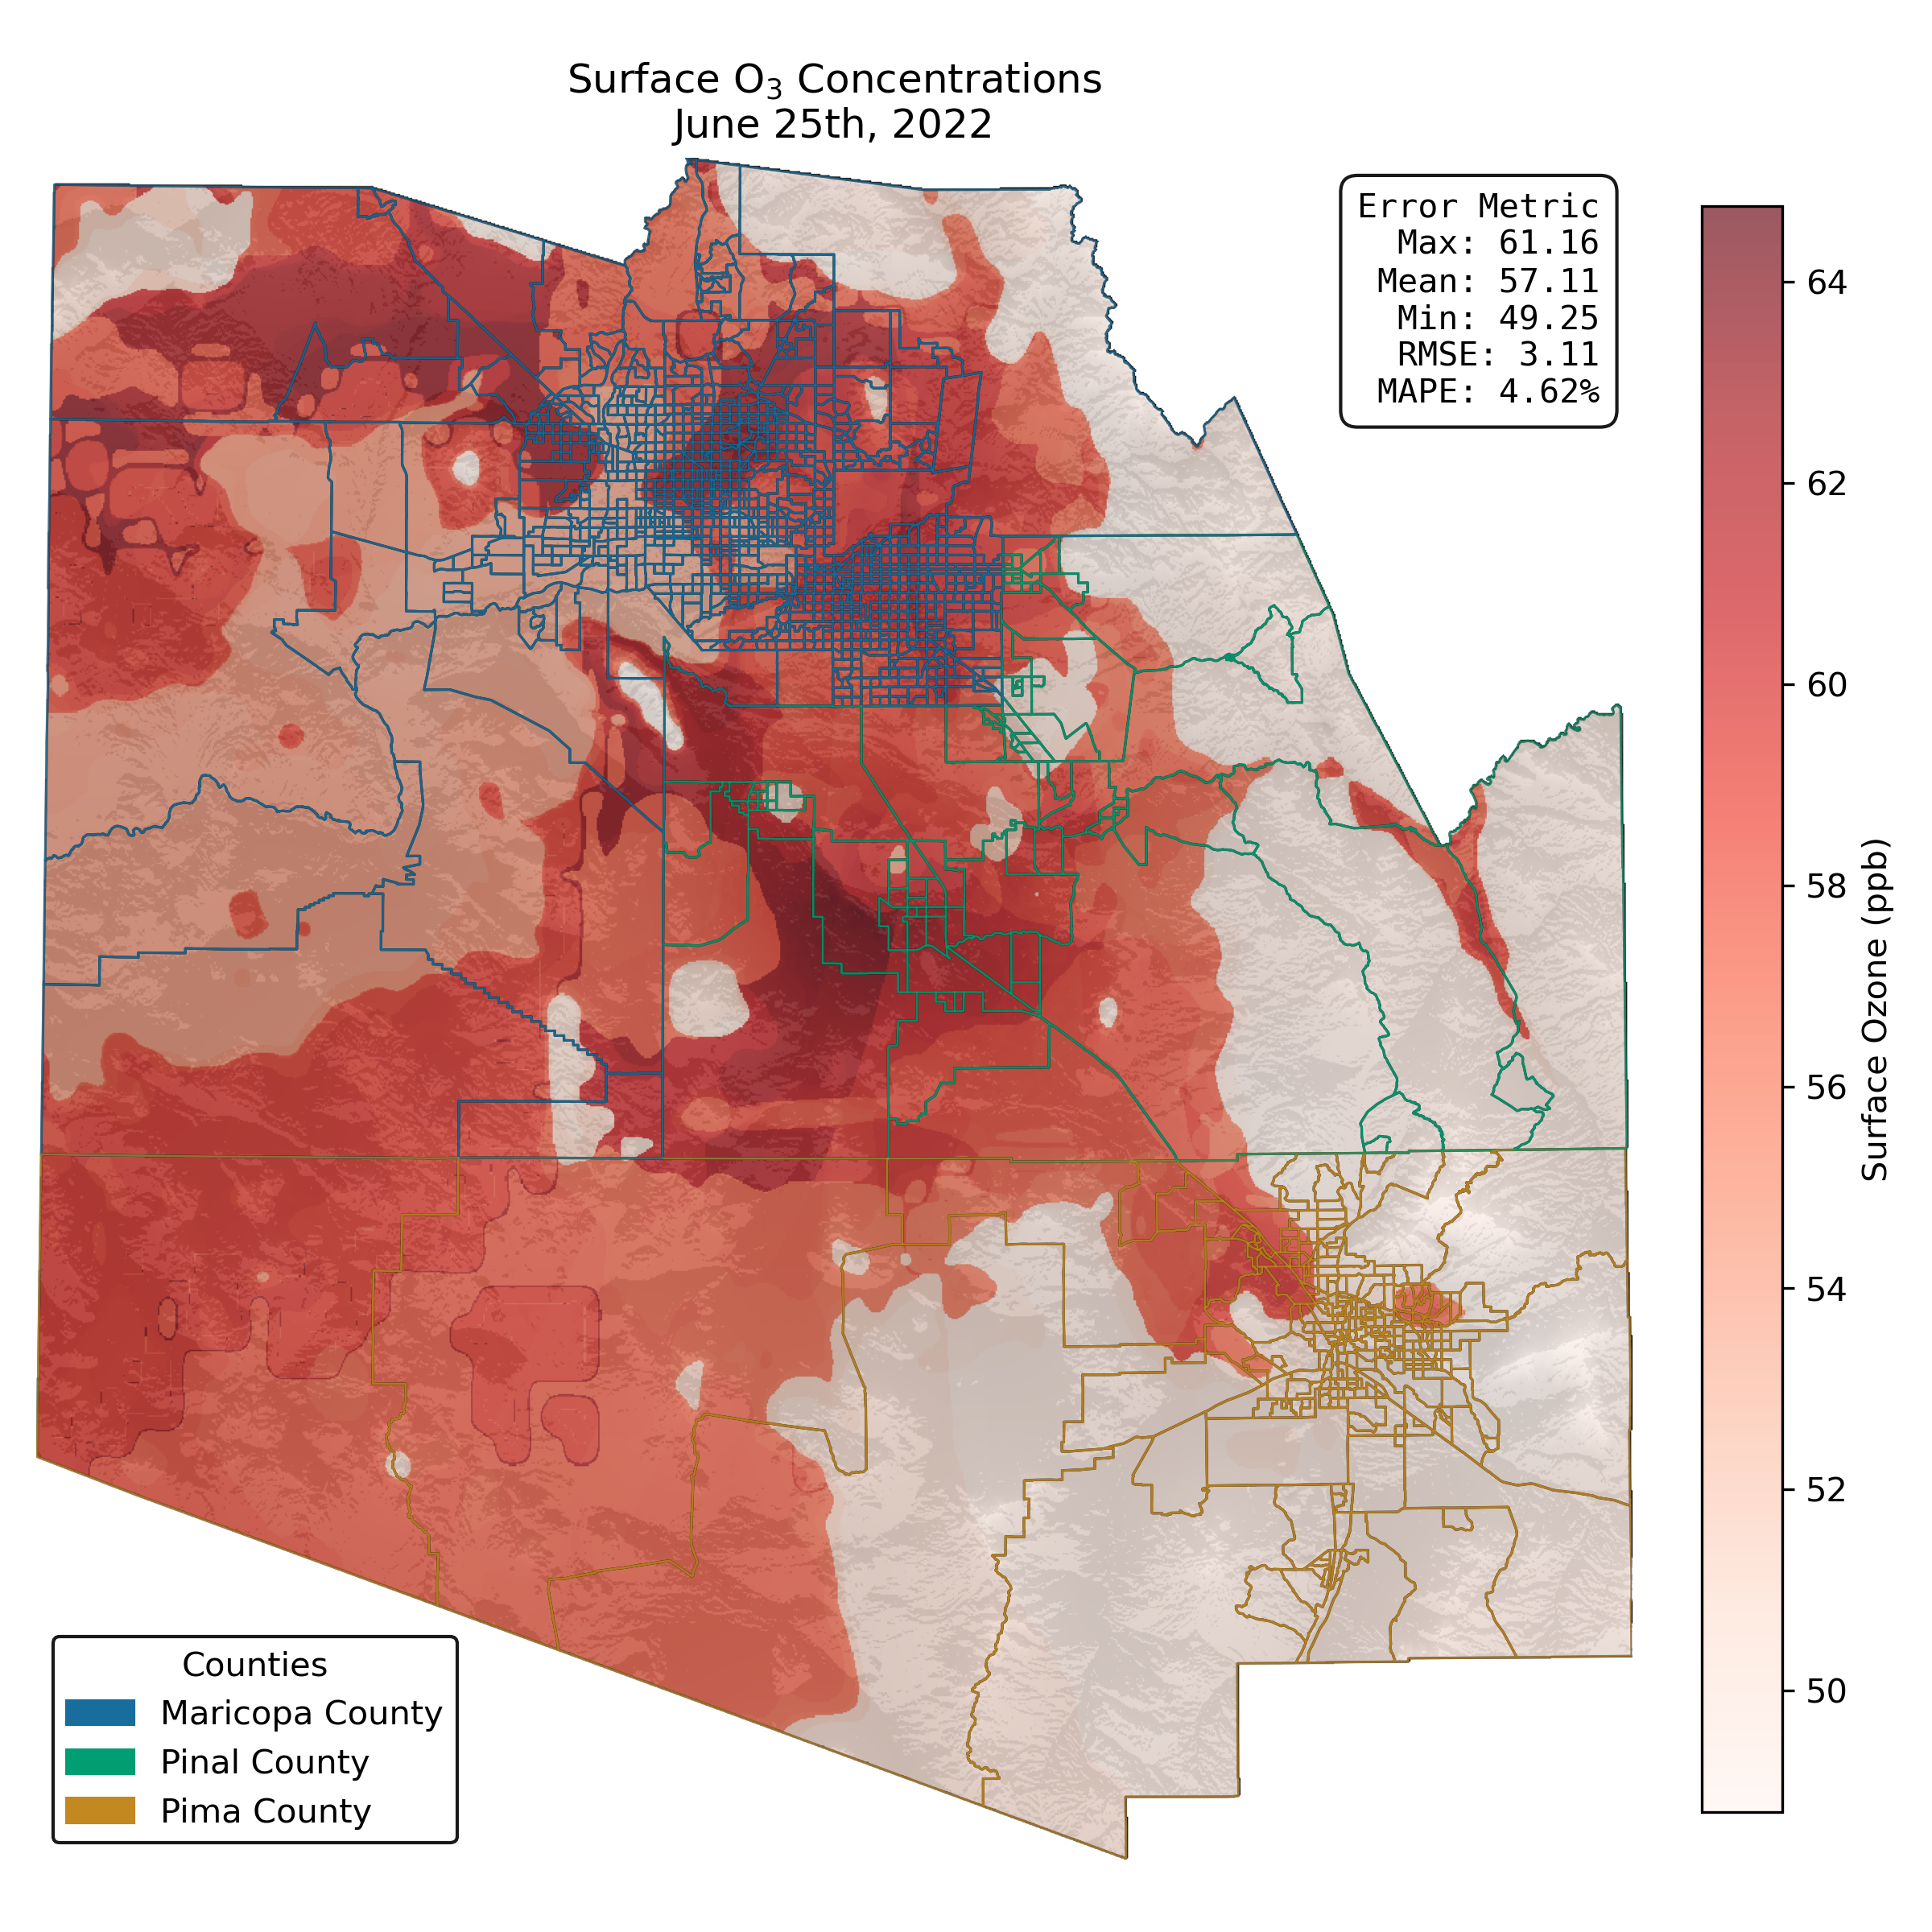 Surface O₃ Concentrations
June 25th, 2022
Error Metric
Max: 61.16
Mean: 57.11
Min: 49.25
RMSE: 3.11
MAPE: 4.62%
64
62
60
58
56
54
52
50
Surface Ozone (ppb)
Counties
Maricopa County
Pinal County
Pima County